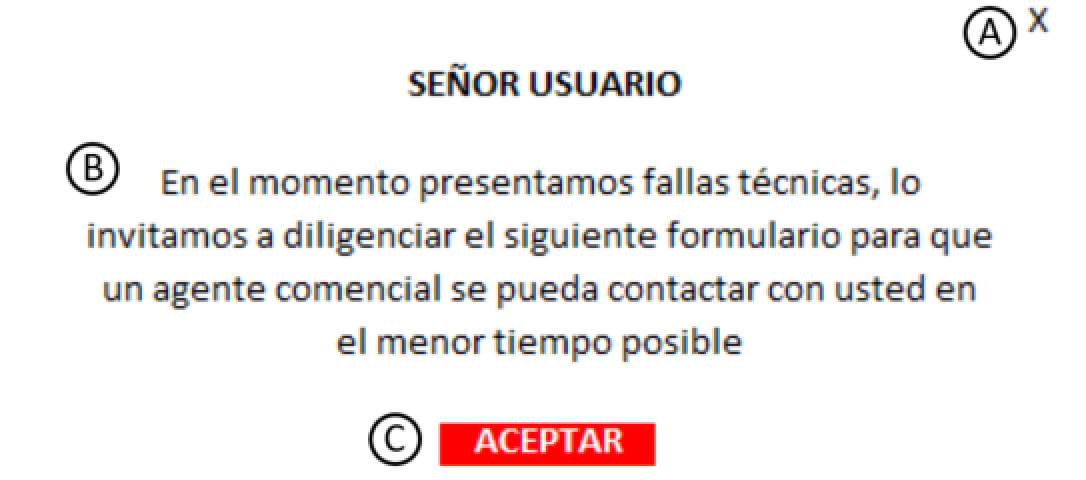 A X
SEÑOR USUARIO
B En el momento presentamos fallas técnicas, lo
invitamos a diligenciar el siguiente formulario para que
un agente comencial se pueda contactar con usted en
el menor tiempo posible
C ACEPTAR